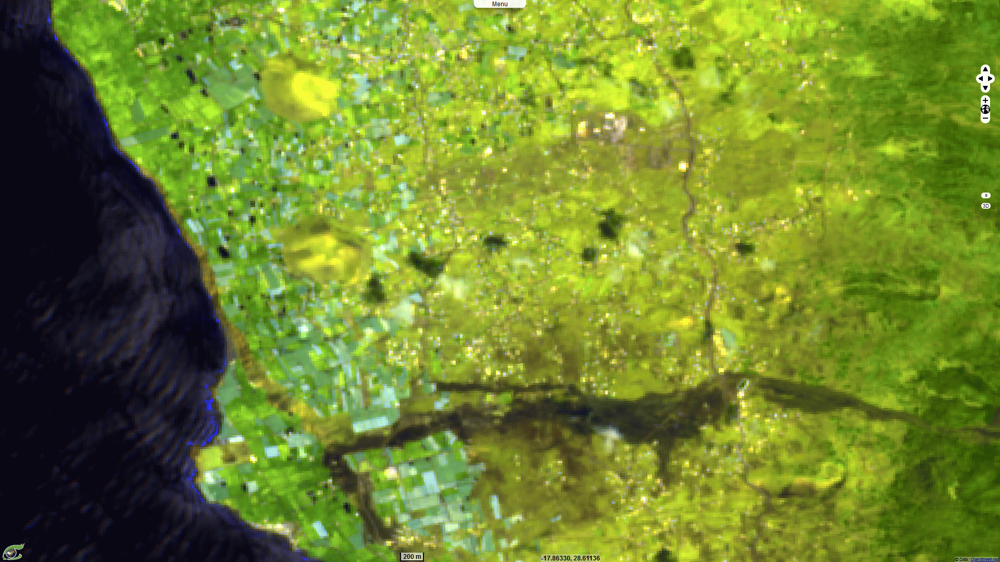 Menu
+
−
≡
3D
200 m
-17.86330, 28.61136
© Data : OpenStreetMap